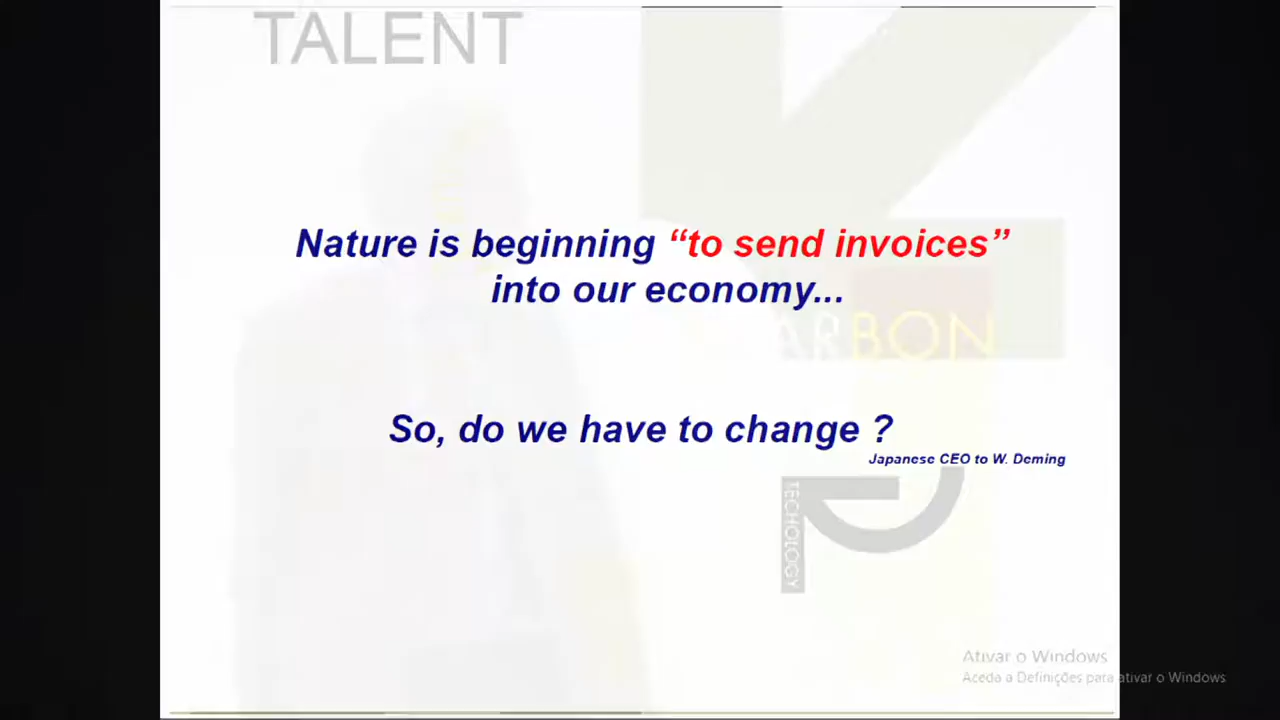 TALENT
Nature is beginning “to send invoices”
into our economy...
ARBON
So, do we have to change ?
Japanese CEO to W. Deming
TECHOLOGY
Ativar o Windows
Aceda a Definições para ativar o Windows